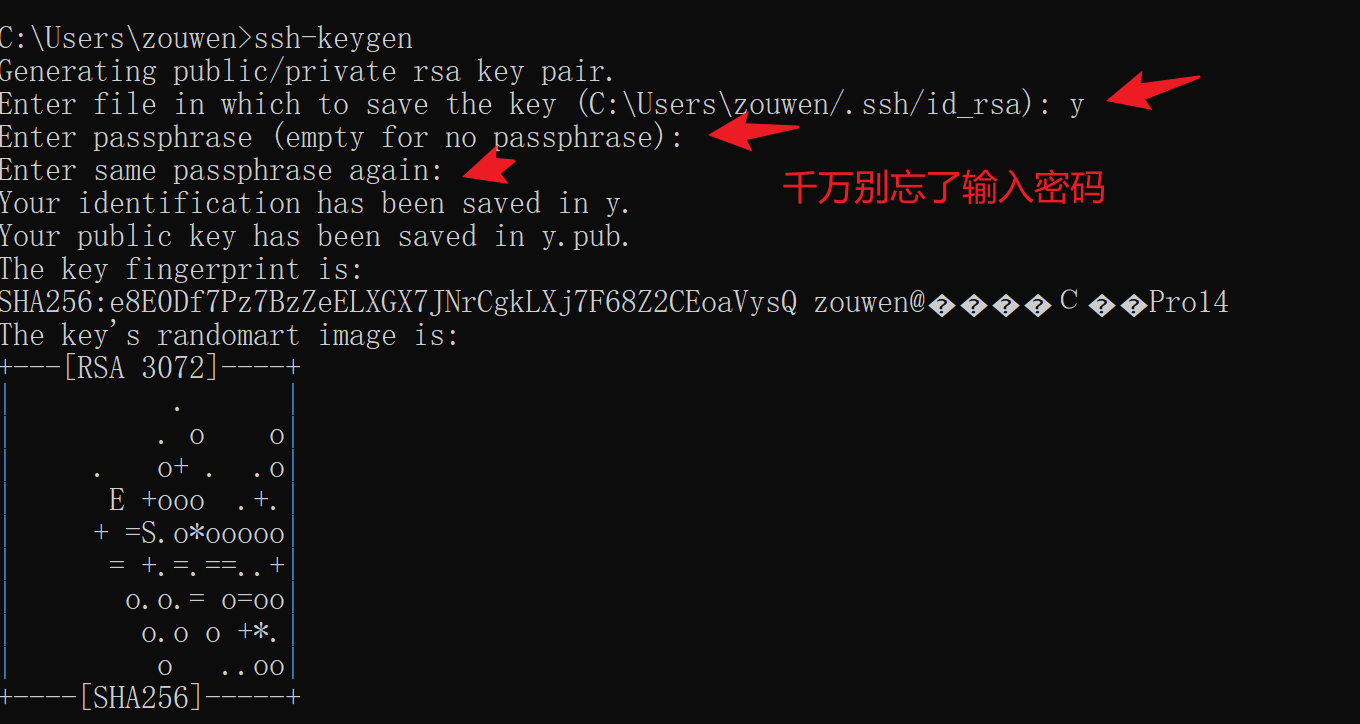 C:\Users\zouwen>ssh-keygen
Generating public/private rsa key pair.
Enter file in which to save the key (C:\Users\zouwen/.ssh/id_rsa): y
Enter passphrase (empty for no passphrase):
Enter same passphrase again:
千万别忘了输入密码
Your identification has been saved in y.
Your public key has been saved in y.pub.
The key fingerprint is:
SHA256:e8E0Df7Pz7BzZeELXGX7JNrCgkLXj7F68Z2CEoaVysQ zouwen@����С��Pro14
The key's randomart image is:
+---[RSA 3072]----+
|          .      |
|         . o    o|
|     .   o+ .  .o|
|      E +ooo  .+.|
|     + =S.o*ooooo|
|      = +.=.==..+|
|       o.o.= o=oo|
|        o.o o +*.|
|         o   ..oo|
+----[SHA256]-----+